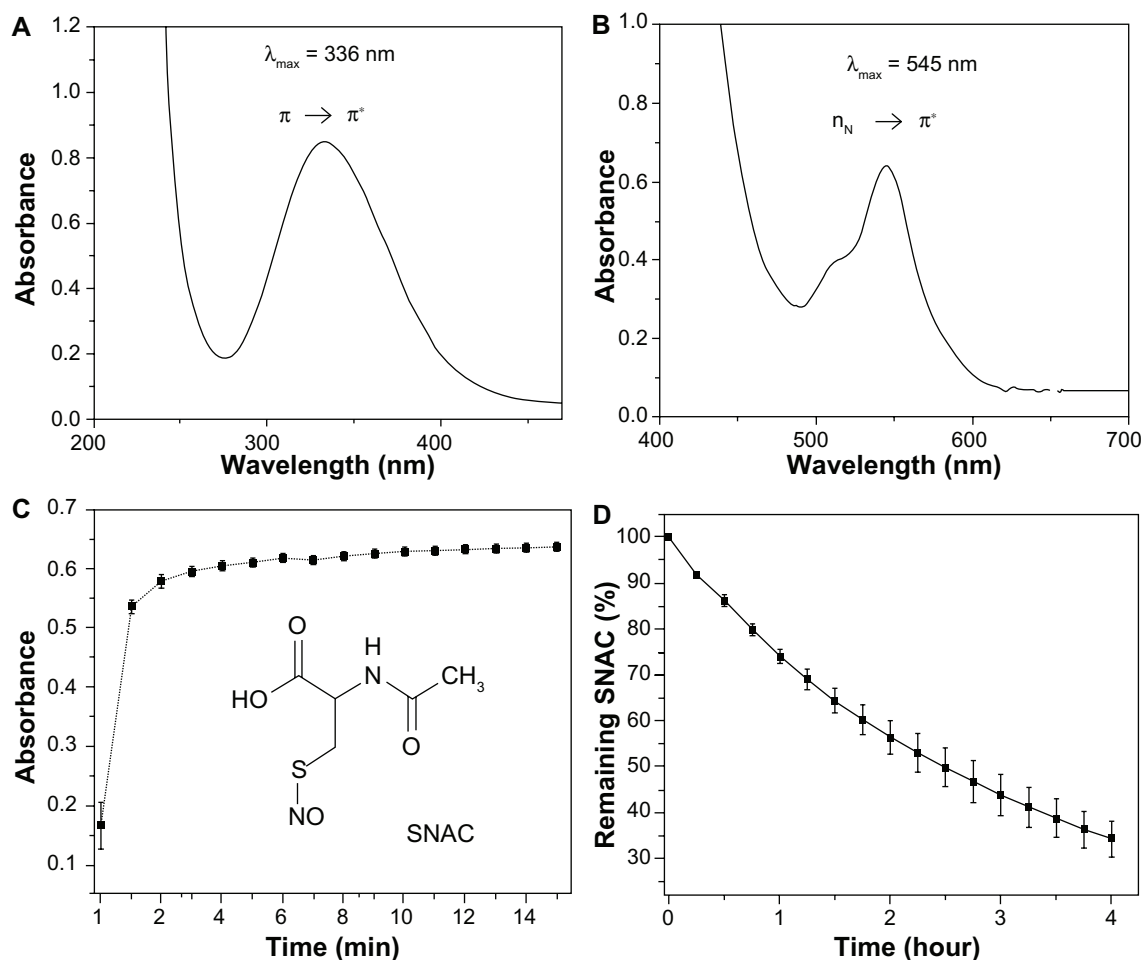 A
λmax = 336 nm
π → π*
Absorbance
1.2
1.0
0.8
0.6
0.4
0.2
0.0
200
300
400
Wavelength (nm)
B
λmax = 545 nm
nN → π*
Absorbance
1.0
0.8
0.6
0.4
0.2
0.0
400
500
600
700
Wavelength (nm)
C
Absorbance
0.7
0.6
0.5
0.4
0.3
0.2
0.1
O
H
HO
N
CH3
O
S
NO
SNAC
1
2
4
6
8
10
12
14
Time (min)
D
Remaining SNAC (%)
100
90
80
70
60
50
40
30
0
1
2
3
4
Time (hour)